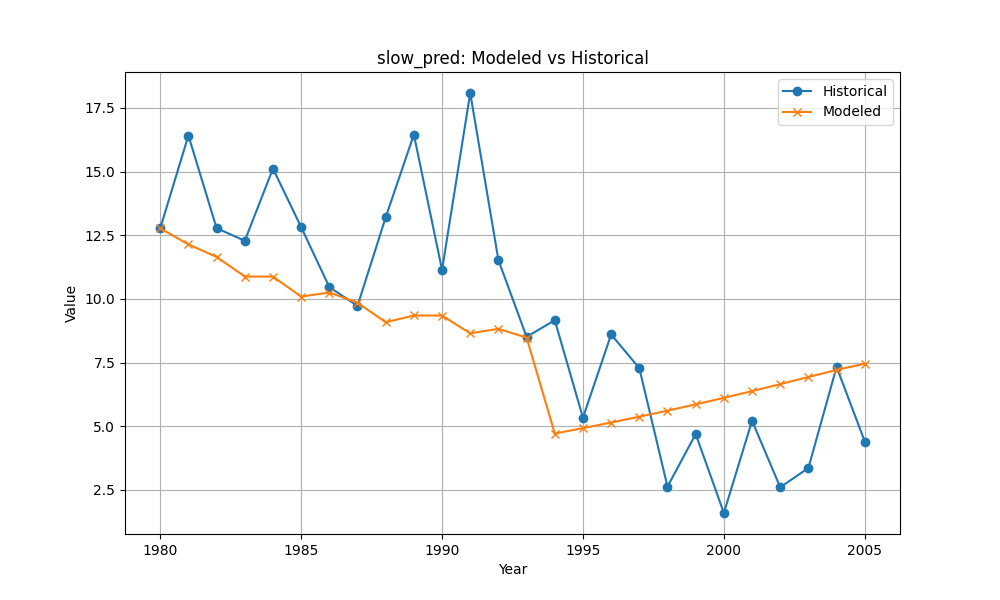 slow_pred: Modeled vs Historical
Historical
Modeled
Value
17.5
15.0
12.5
10.0
7.5
5.0
2.5
1980
1985
1990
1995
2000
2005
Year